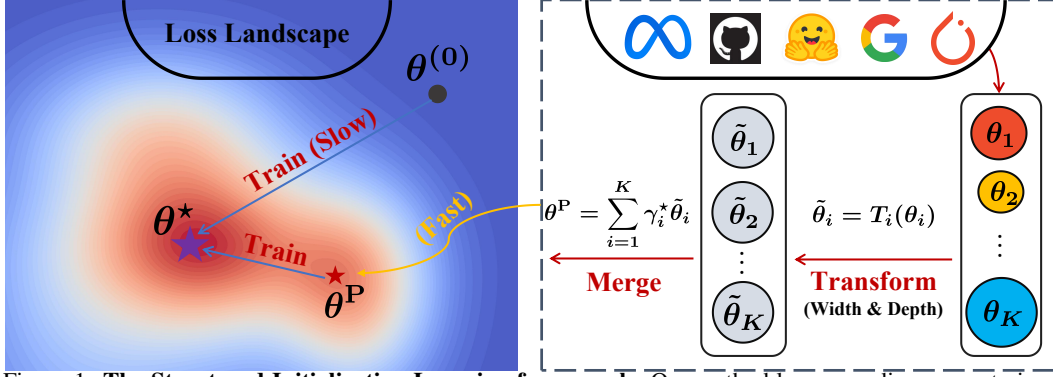 Loss Landscape
θ^(0)
Train (Slow)
θ*
Train
θ^P
(Fast)
θ^P = ∑_{i=1}^{K} γ_i^* θ̃_i
Merge
θ̃_1
θ̃_2
⋮
θ̃_K
θ̃_i = T_i(θ_i)
Transform
(Width & Depth)
θ_1
θ_2
⋮
θ_K